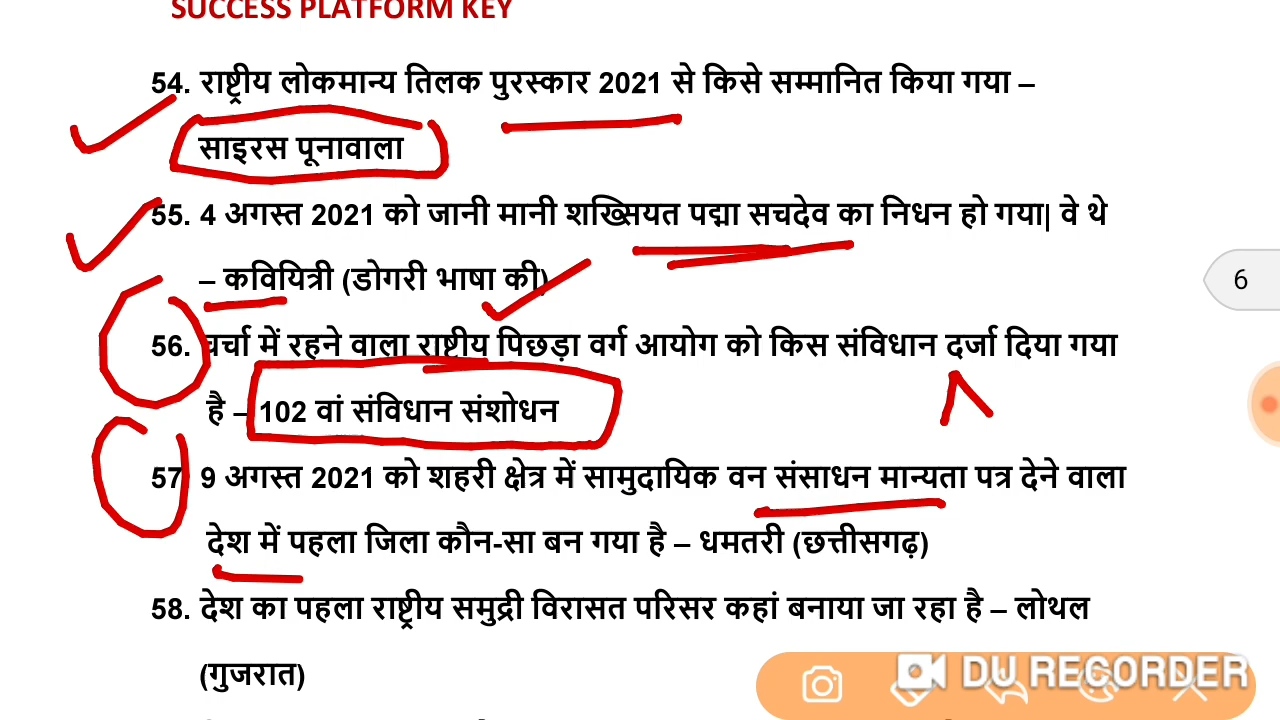 SUCCESS PLATFORM KEY
54. राष्ट्रीय लोकमान्य तिलक पुरस्कार 2021 से किसे सम्मानित किया गया –
साइरस पूनावाला
55. 4 अगस्त 2021 को जानी मानी शख्सियत पद्मा सचदेव का निधन हो गया| वे थे
– कवियित्री (डोगरी भाषा की)
56. चर्चा में रहने वाला राष्टीय पिछड़ा वर्ग आयोग को किस संविधान दर्जा दिया गया
है – 102 वां संविधान संशोधन
57. 9 अगस्त 2021 को शहरी क्षेत्र में सामुदायिक वन संसाधन मान्यता पत्र देने वाला
देश में पहला जिला कौन-सा बन गया है – धमतरी (छत्तीसगढ़)
58. देश का पहला राष्ट्रीय समुद्री विरासत परिसर कहां बनाया जा रहा है – लोथल
(गुजरात)
6
DU RECORDER